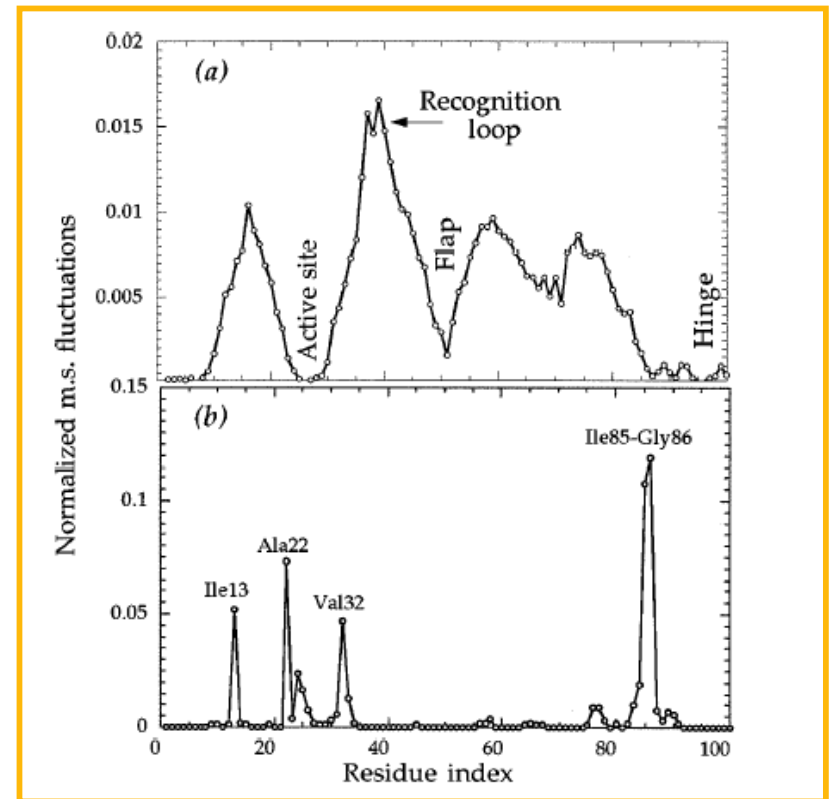 0.02
(a)
Recognition
loop
0.015
0.01
0.005
Active site
Flap
Hinge
0.15
(b)
Ile85-Gly86
0.1
Ala22
Ile13
Val32
0.05
0
0 20 40 60 80 100
Residue index
Normalized m.s. fluctuations